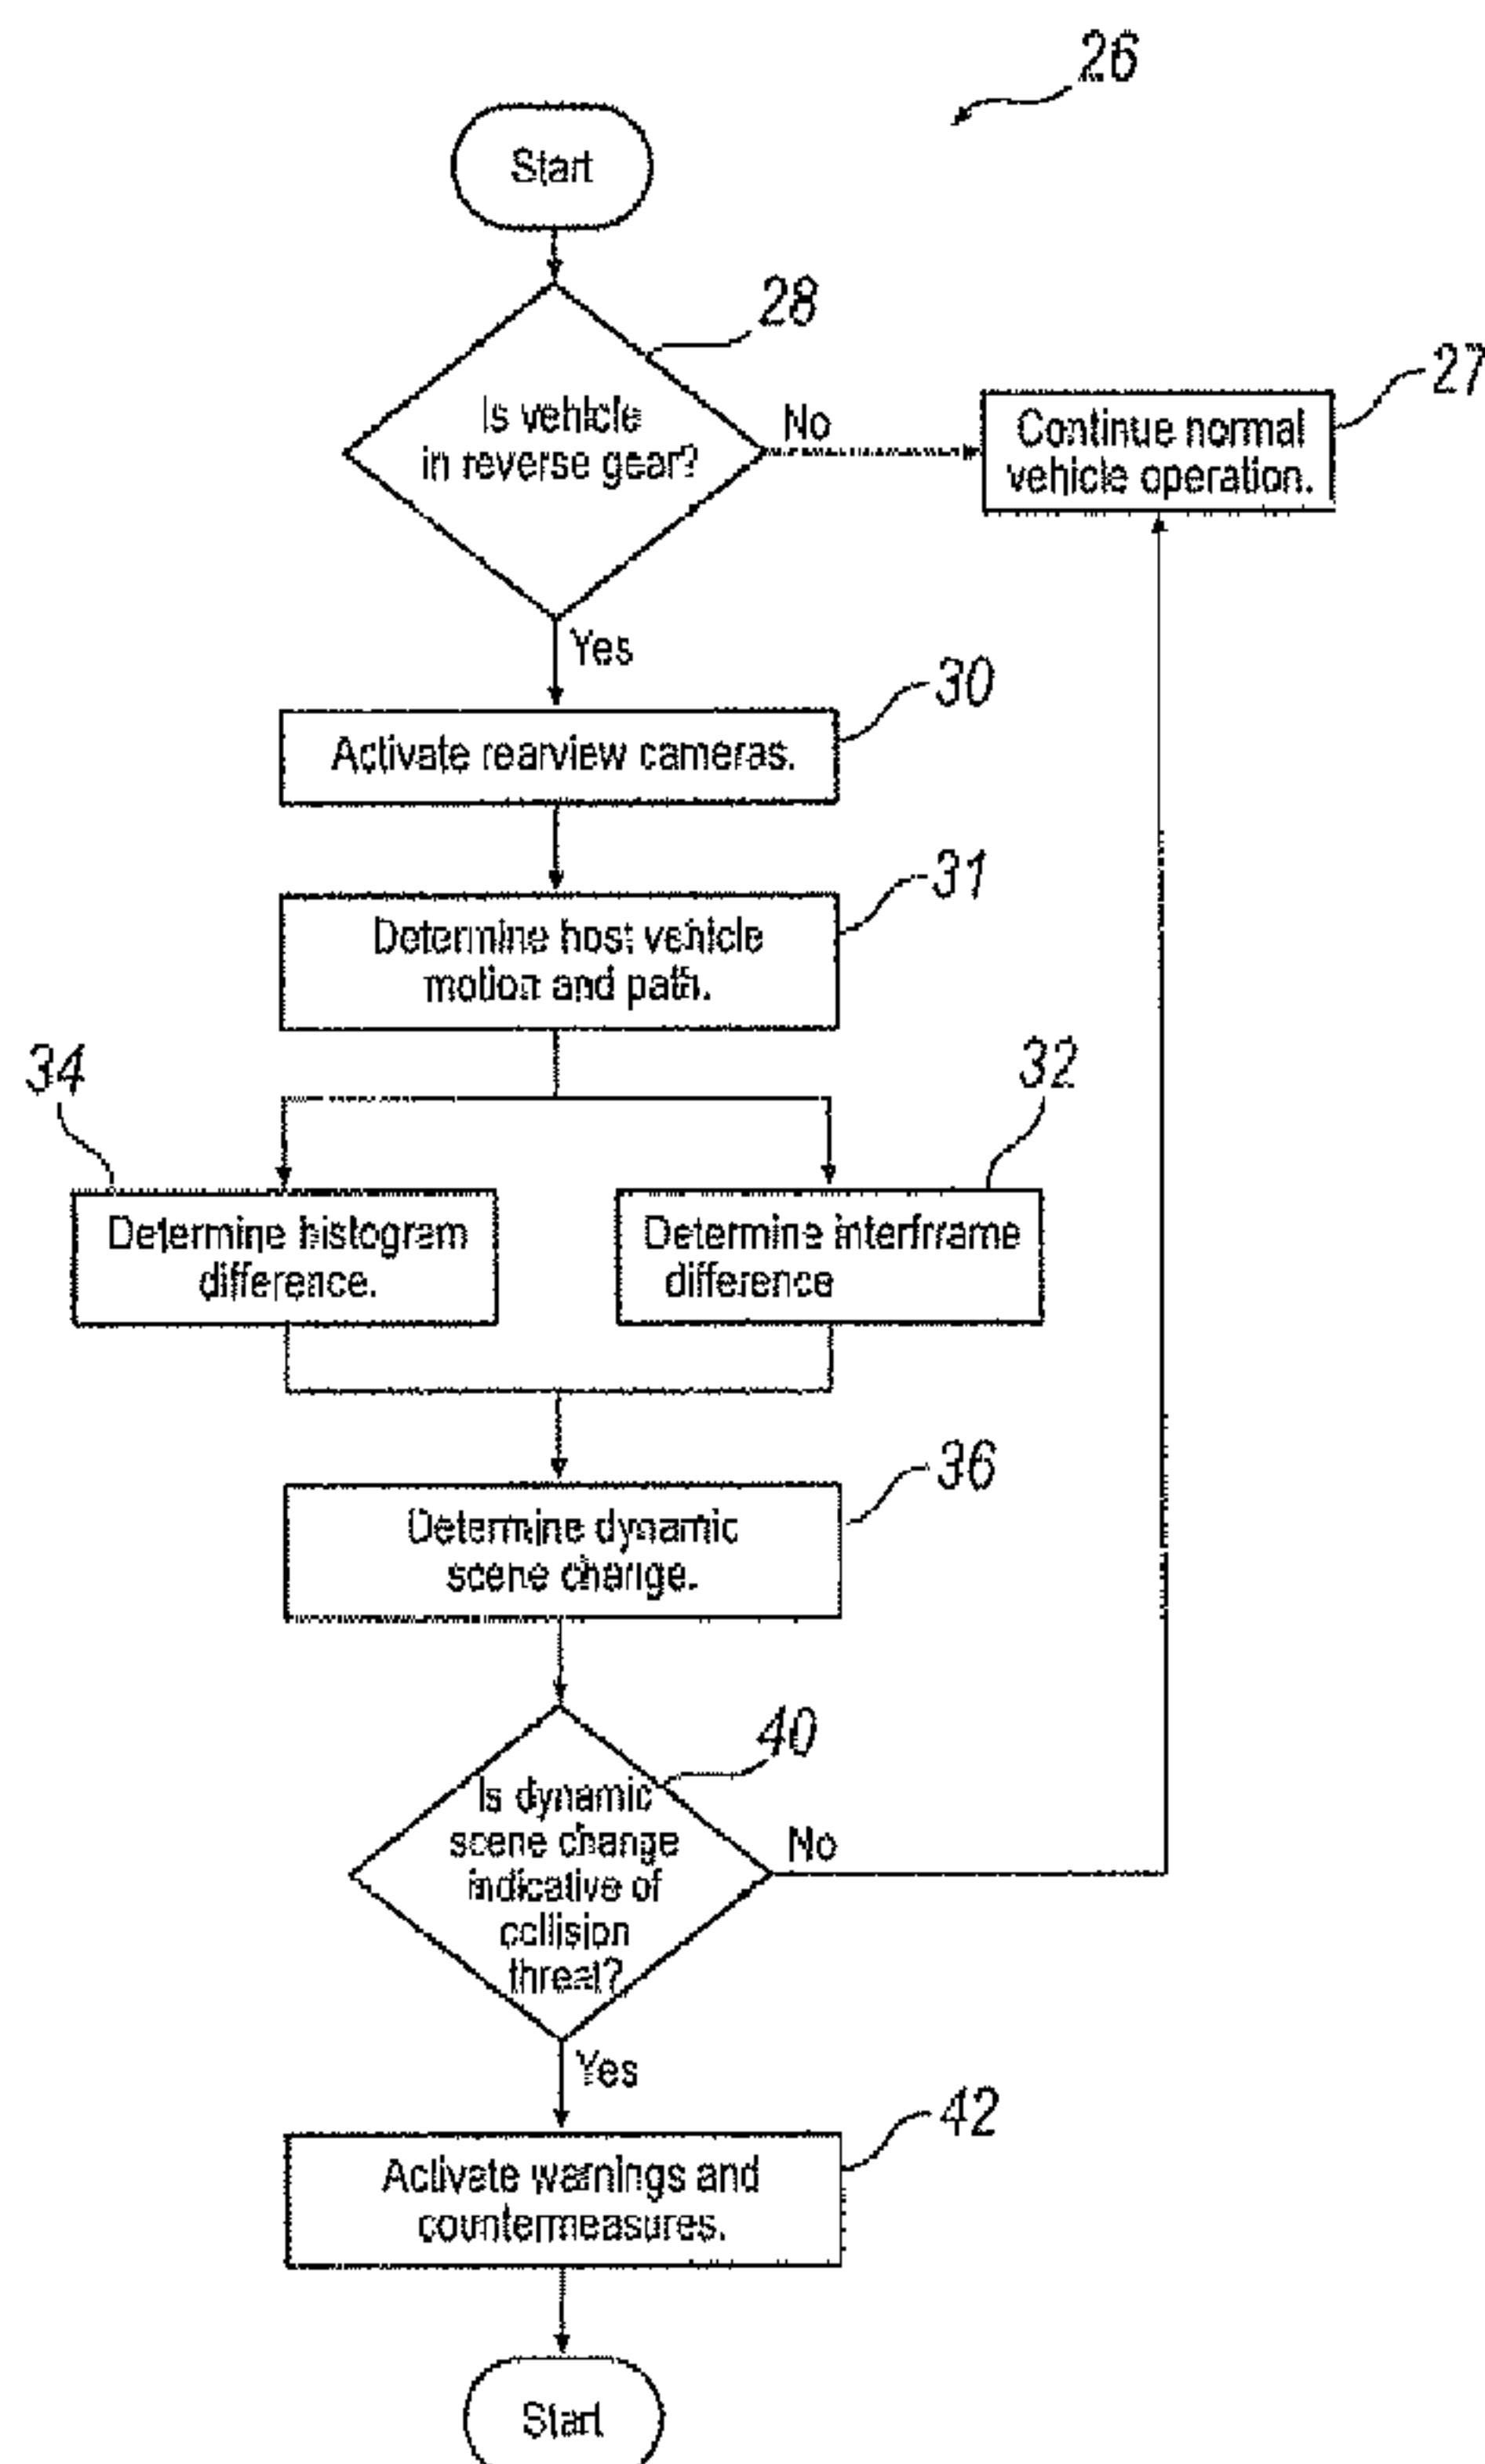 26
Start
28
Is vehicle
in reverse gear?
No
27
Continue normal
vehicle operation.
Yes
30
Activate rearview cameras.
31
Determine host vehicle
motion and path.
34
32
Determine histogram
difference.
Determine interfrrame
difference
36
Determine dynamic
scene change.
40
Is dynamic
scene change
indicative of
collision
threat?
No
Yes
42
Activate warnings and
countermeasures.
Start